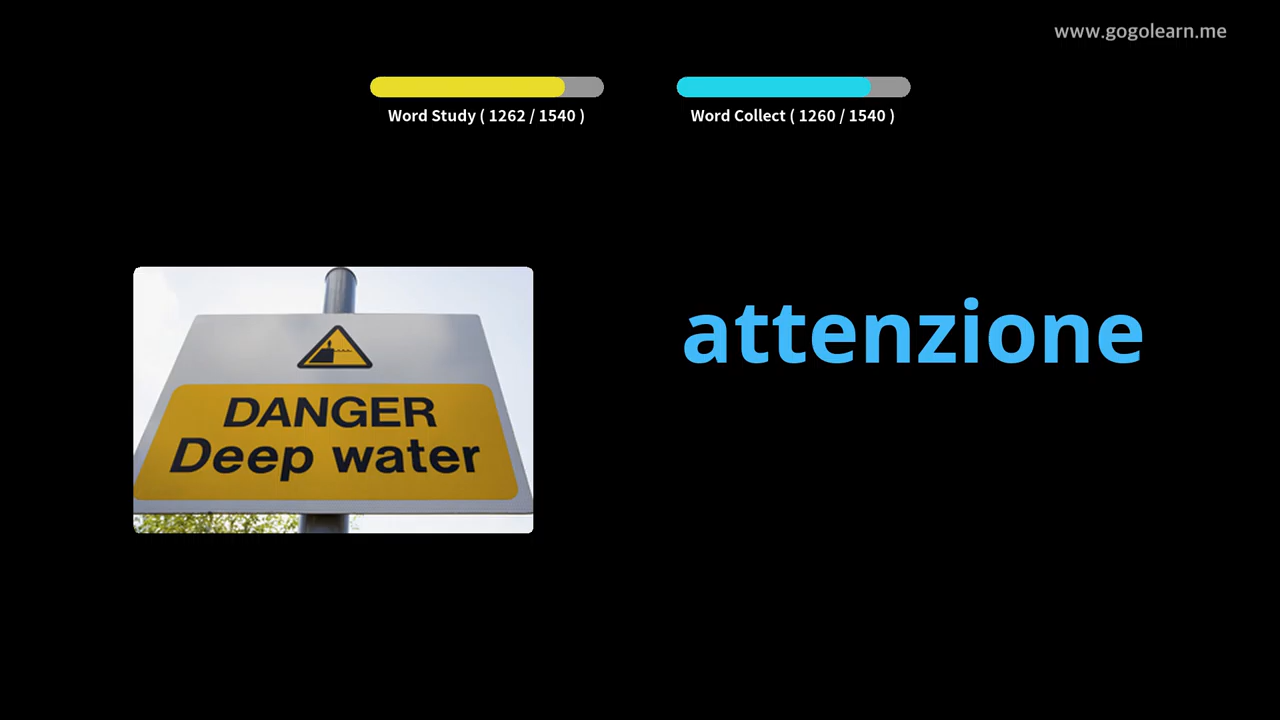 www.gogolearn.me
Word Study ( 1262 / 1540 )
Word Collect ( 1260 / 1540 )
attenzione
DANGER
Deep water